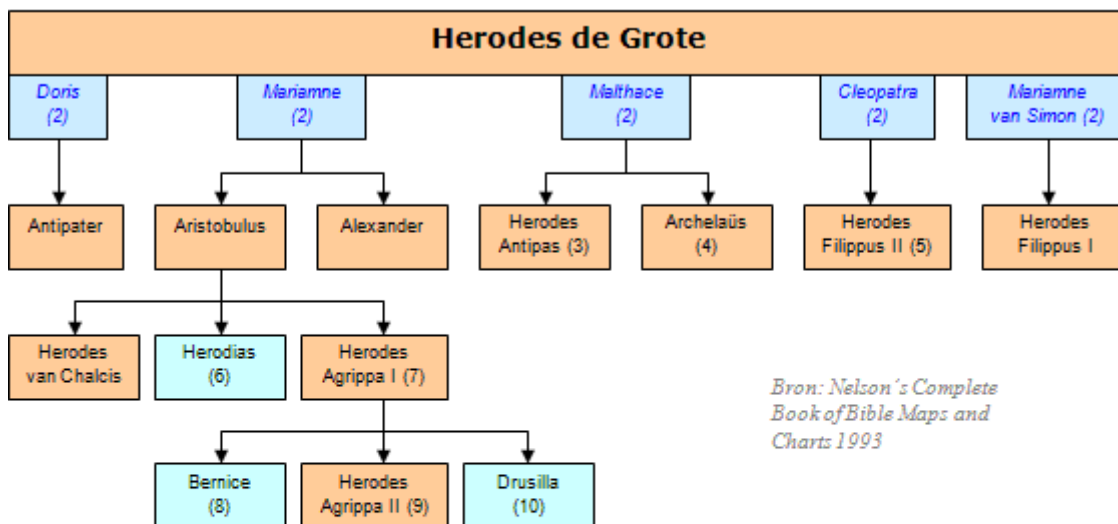 Herodes de Grote
Doris
(2)
Mariamne
(2)
Malthace
(2)
Cleopatra
(2)
Mariamne
van Simon (2)
Antipater
Aristobulus
Alexander
Herodes
Antipas (3)
Archelaüs
(4)
Herodes
Filippus II (5)
Herodes
Filippus I
Herodes
van Chalcis
Herodias
(6)
Herodes
Agrippa I (7)
Bron: Nelson´s Complete
Book of Bible Maps and
Charts 1993
Bernice
(8)
Herodes
Agrippa II (9)
Drusilla
(10)